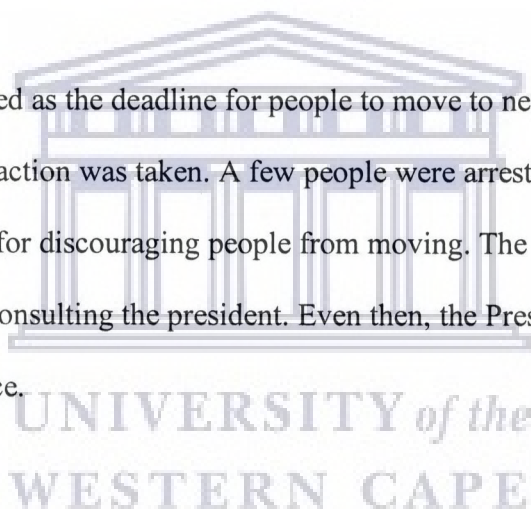 ed as the deadline for people to move to ne
action was taken. A few people were arrest
for discouraging people from moving. The
onsulting the president. Even then, the Pres
ce.
UNIVERSITY of the
WESTERN CAPE